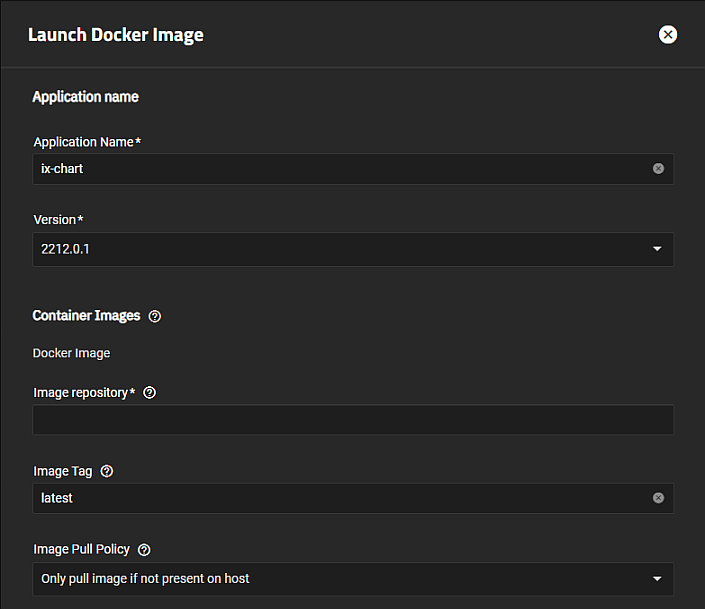 Launch Docker Image
Application name
Application Name*
ix-chart
Version*
2212.0.1
Container Images
Docker Image
Image repository*
Image Tag
latest
Image Pull Policy
Only pull image if not present on host